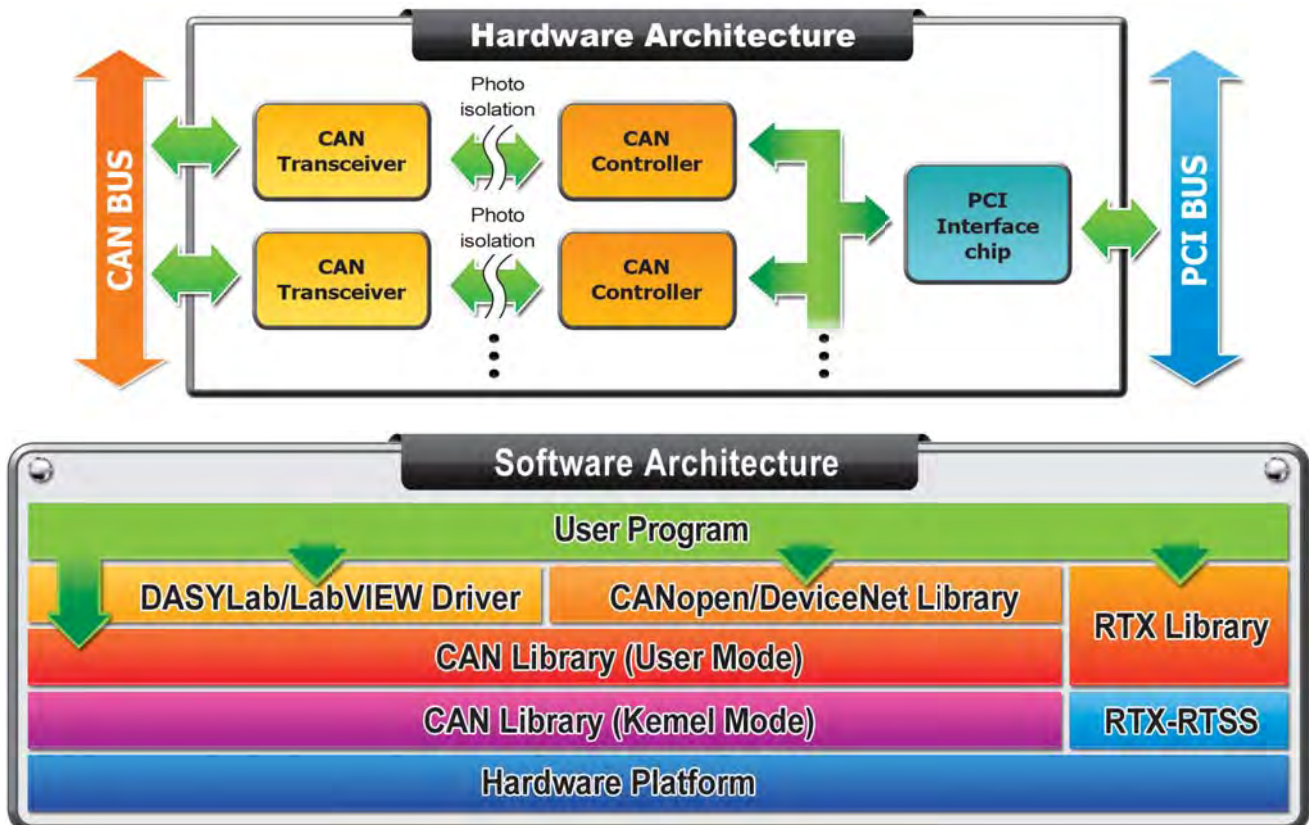 Hardware Architecture
CAN BUS
Photo
isolation
CAN
Transceiver
CAN
Controller
Photo
isolation
CAN
Transceiver
CAN
Controller
PCI
Interface
chip
PCI BUS
Software Architecture
User Program
DASYLab/LabVIEW Driver
CANopen/DeviceNet Library
RTX Library
CAN Library (User Mode)
CAN Library (Kemel Mode)
RTX-RTSS
Hardware Platform